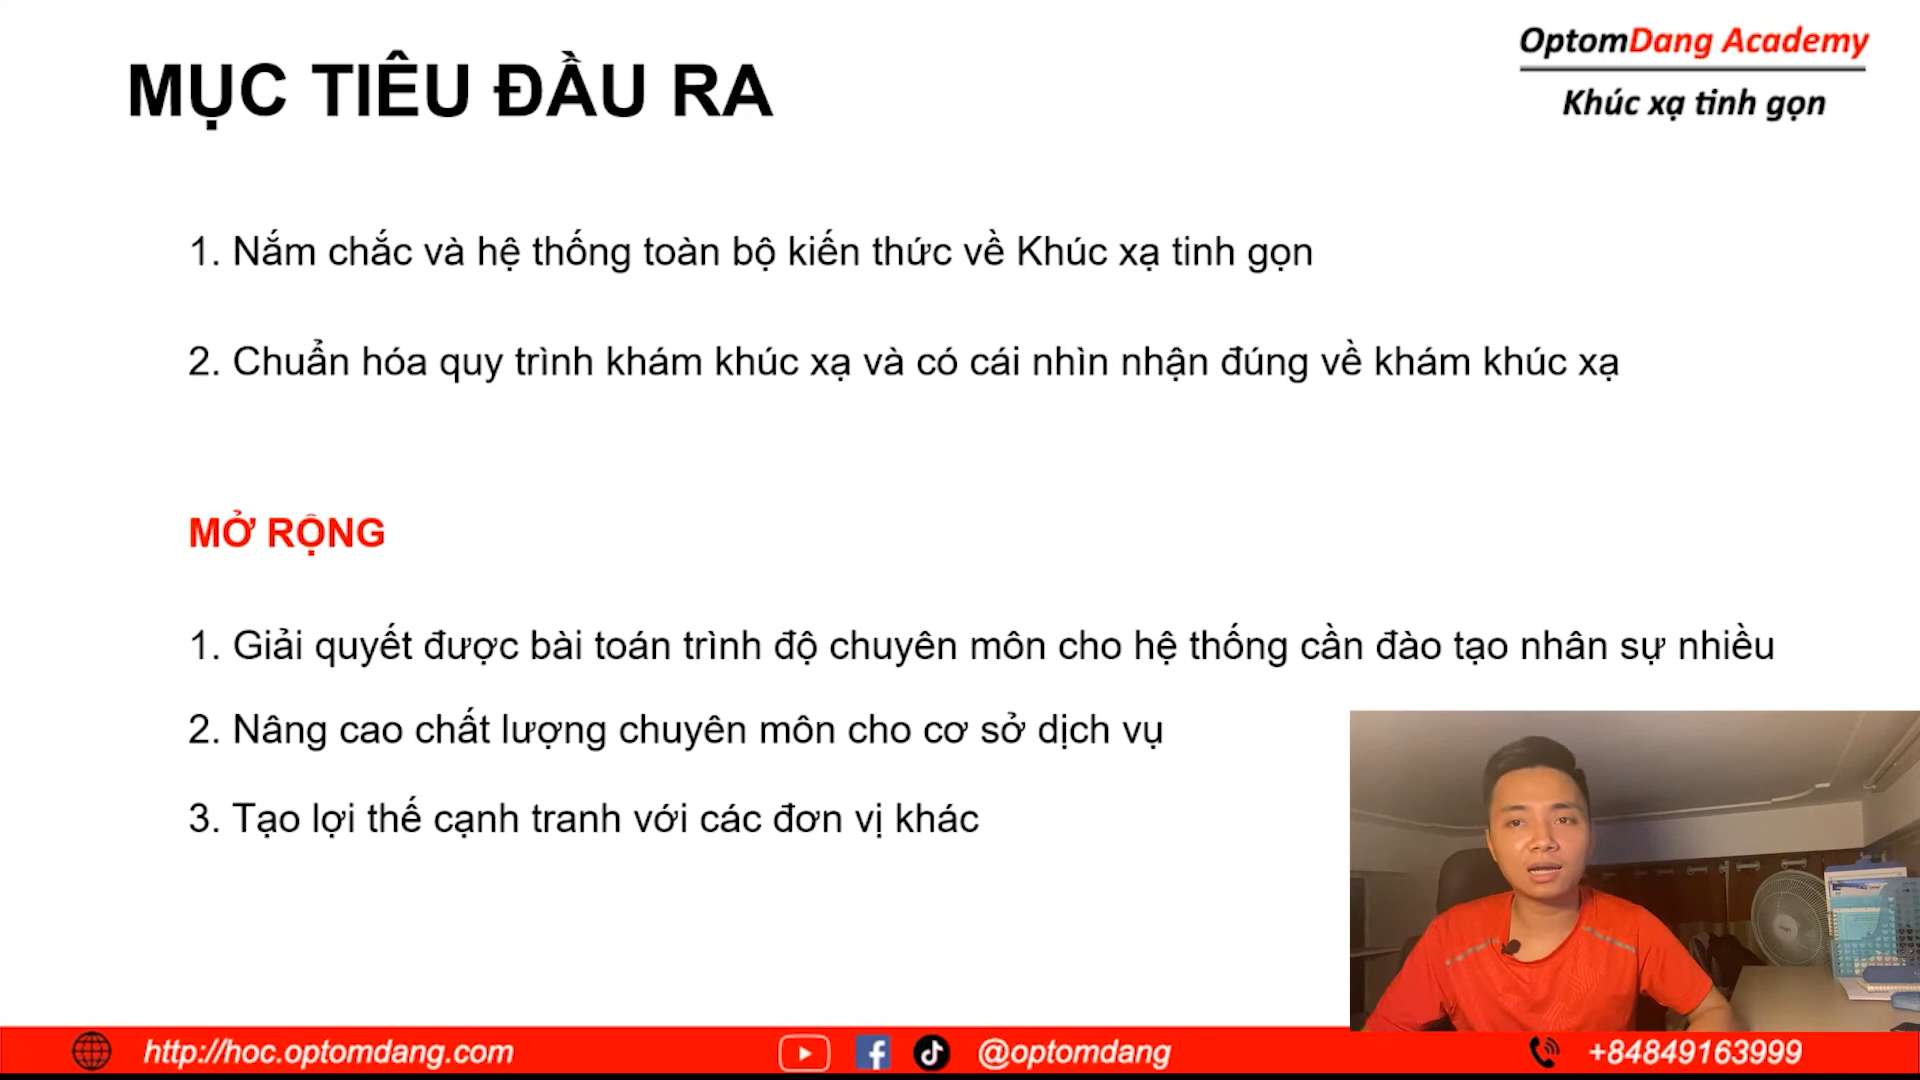 MỤC TIÊU ĐẦU RA
OptomDang Academy
Khúc xạ tinh gọn
1. Nắm chắc và hệ thống toàn bộ kiến thức về Khúc xạ tinh gọn
2. Chuẩn hóa quy trình khám khúc xạ và có cái nhìn nhận đúng về khám khúc xạ
MỞ RỘNG
1. Giải quyết được bài toán trình độ chuyên môn cho hệ thống cần đào tạo nhân sự nhiều
2. Nâng cao chất lượng chuyên môn cho cơ sở dịch vụ
3. Tạo lợi thế cạnh tranh với các đơn vị khác
http://hoc.optomdang.com
@optomdang
+84849163999